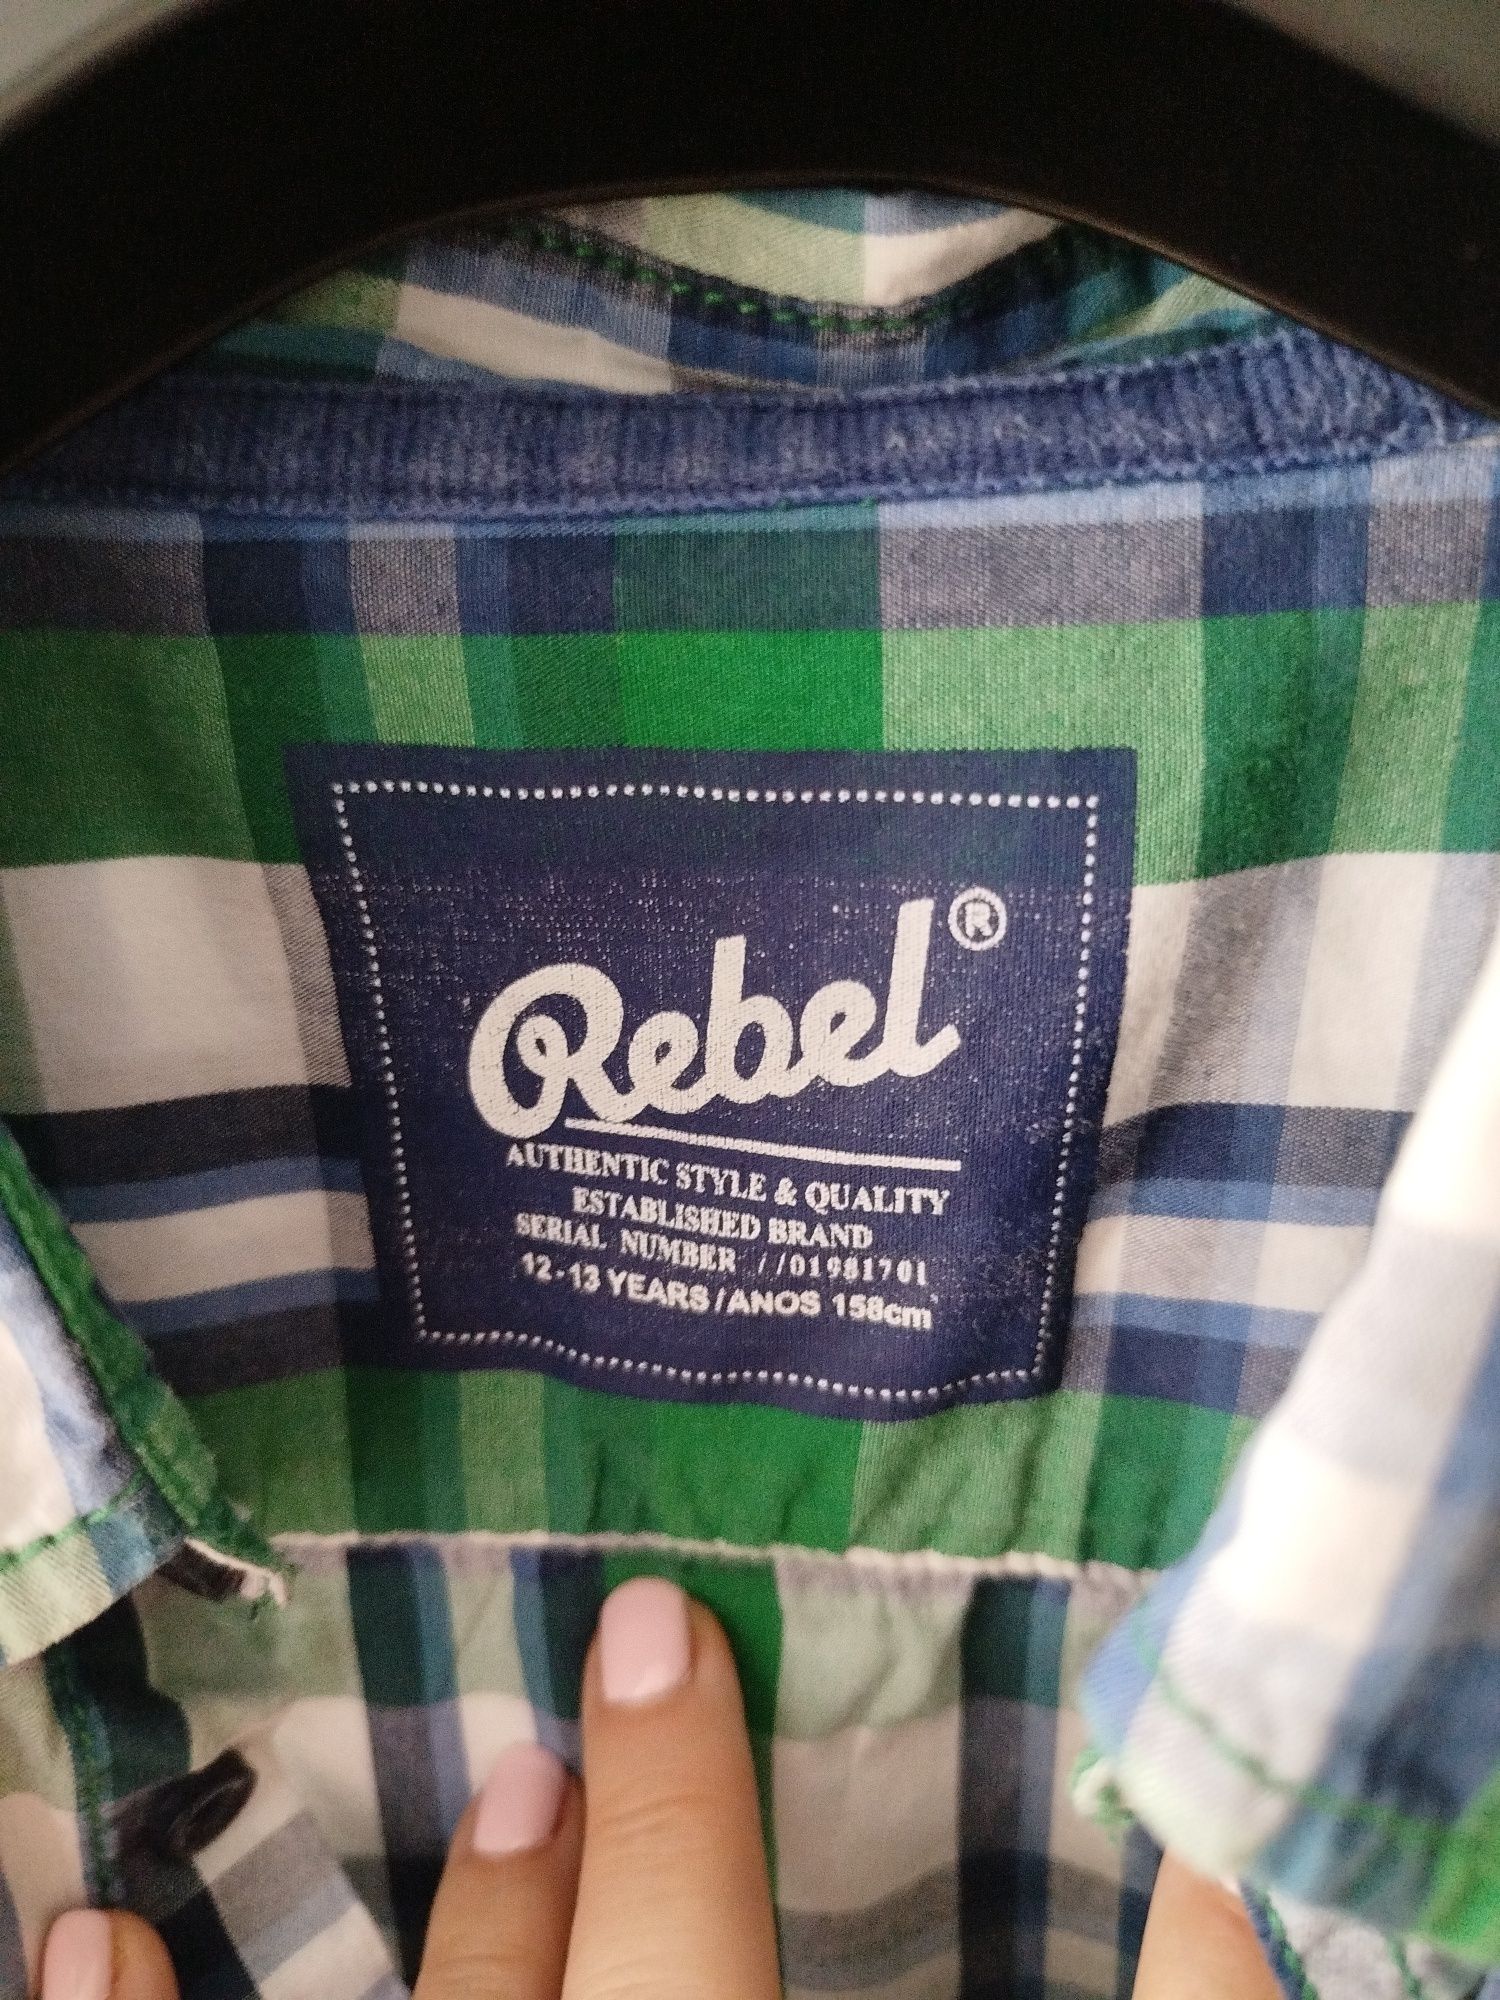 Rebel®
AUTHENTIC STYLE & QUALITY
ESTABLISHED BRAND
SERIAL NUMBER //01981701
12-13 YEARS/ANOS 158cm